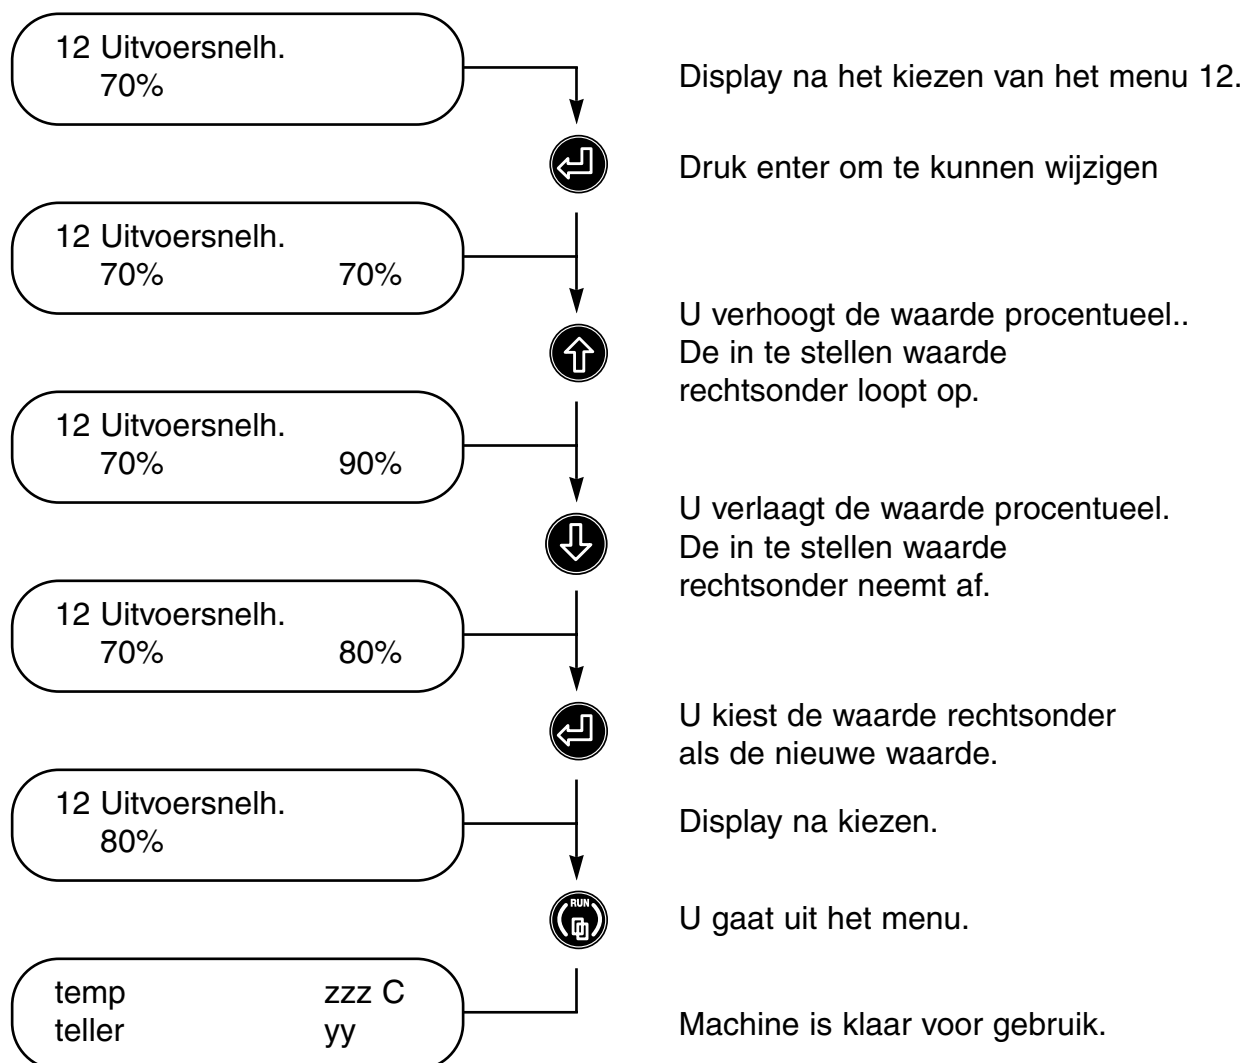 12 Uitvoersnelh.
70%
Display na het kiezen van het menu 12.
Druk enter om te kunnen wijzigen
12 Uitvoersnelh.
70% 70%
U verhoogt de waarde procentueel..
De in te stellen waarde
rechtsonder loopt op.
12 Uitvoersnelh.
70% 90%
U verlaagt de waarde procentueel.
De in te stellen waarde
rechtsonder neemt af.
12 Uitvoersnelh.
70% 80%
U kiest de waarde rechtsonder
als de nieuwe waarde.
12 Uitvoersnelh.
80%
Display na kiezen.
RUN
U gaat uit het menu.
temp zzz C
teller yy
Machine is klaar voor gebruik.